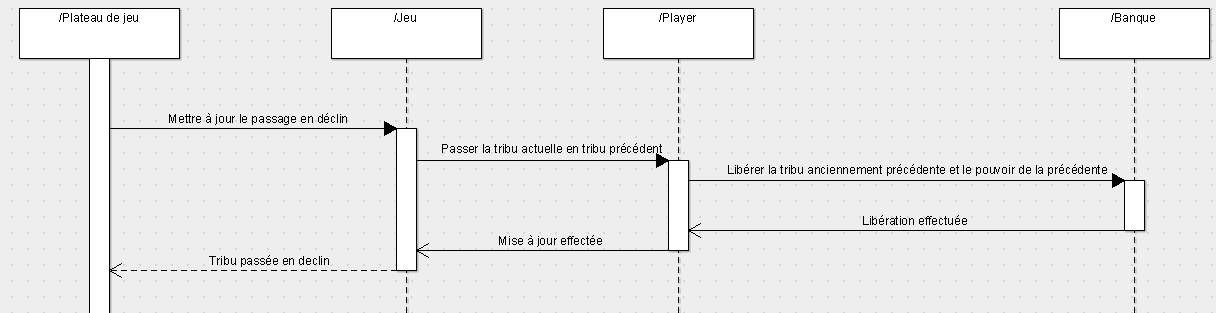 /Plateau de jeu
/Jeu
/Player
/Banque
Mettre à jour le passage en déclin
Passer la tribu actuelle en tribu précédent
Libérer la tribu anciennement précédente et le pouvoir de la précédente
Libération effectuée
Mise à jour effectée
Tribu passée en declin